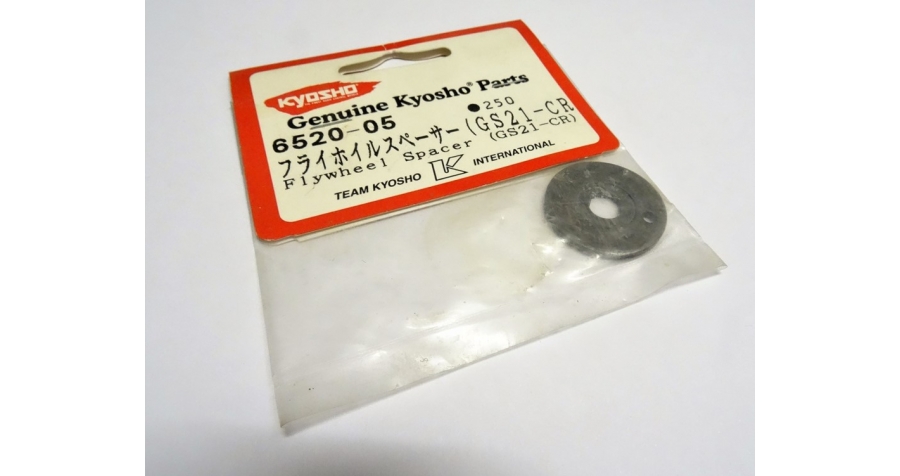 KYOSHO
Genuine Kyosho® Parts
6520-05 ●250
フライホイルスペーサー(GS21-CR
Flywheel Spacer (GS21-CR)
TEAM KYOSHO K INTERNATIONAL